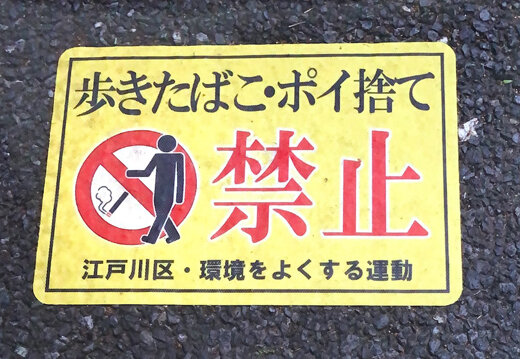 歩きたばこ・ポイ捨て
禁止
江戸川区・環境をよくする運動